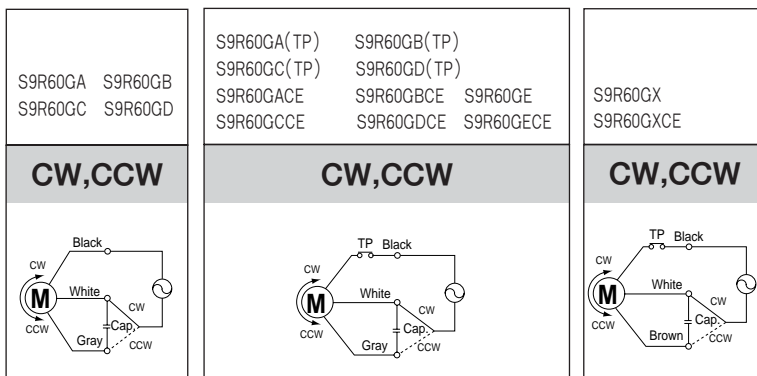 S9R60GA S9R60GB
S9R60GC S9R60GD
CW,CCW
Black
CW
M
White
CW
CCW
Cap.
Gray
CCW
S9R60GA(TP) S9R60GB(TP)
S9R60GC(TP) S9R60GD(TP)
S9R60GACE S9R60GBCE S9R60GE
S9R60GCCE S9R60GDCE S9R60GECE
CW,CCW
TP Black
CW
M
White
CW
CCW
Cap.
Gray
CCW
S9R60GX
S9R60GXCE
CW,CCW
TP Black
CW
M
White
CW
CCW
Cap.
Brown
CCW